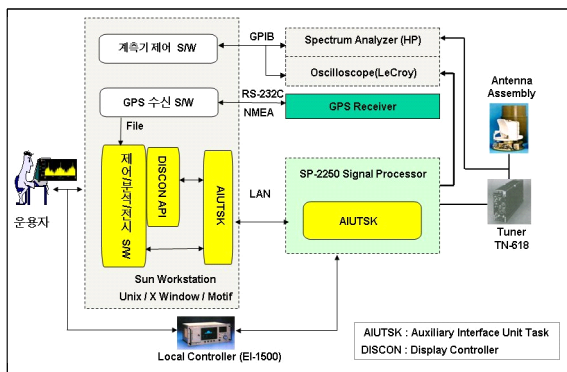 계측기 제어 S/W
GPIB
Spectrum Analyzer (HP)
Oscilloscope(LeCroy)
GPS 수신 S/W
RS-232C
NMEA
GPS Receiver
Antenna
Assembly
File
제어/분석/전시 S/W
DISCON API
AIUTSK
LAN
SP-2250 Signal Processor
AIUTSK
Tuner
TN-618
운용자
Sun Workstation
Unix / X Window / Motif
Local Controller (EI-1500)
AIUTSK : Auxiliary Interface Unit Task
DISCON : Display Controller